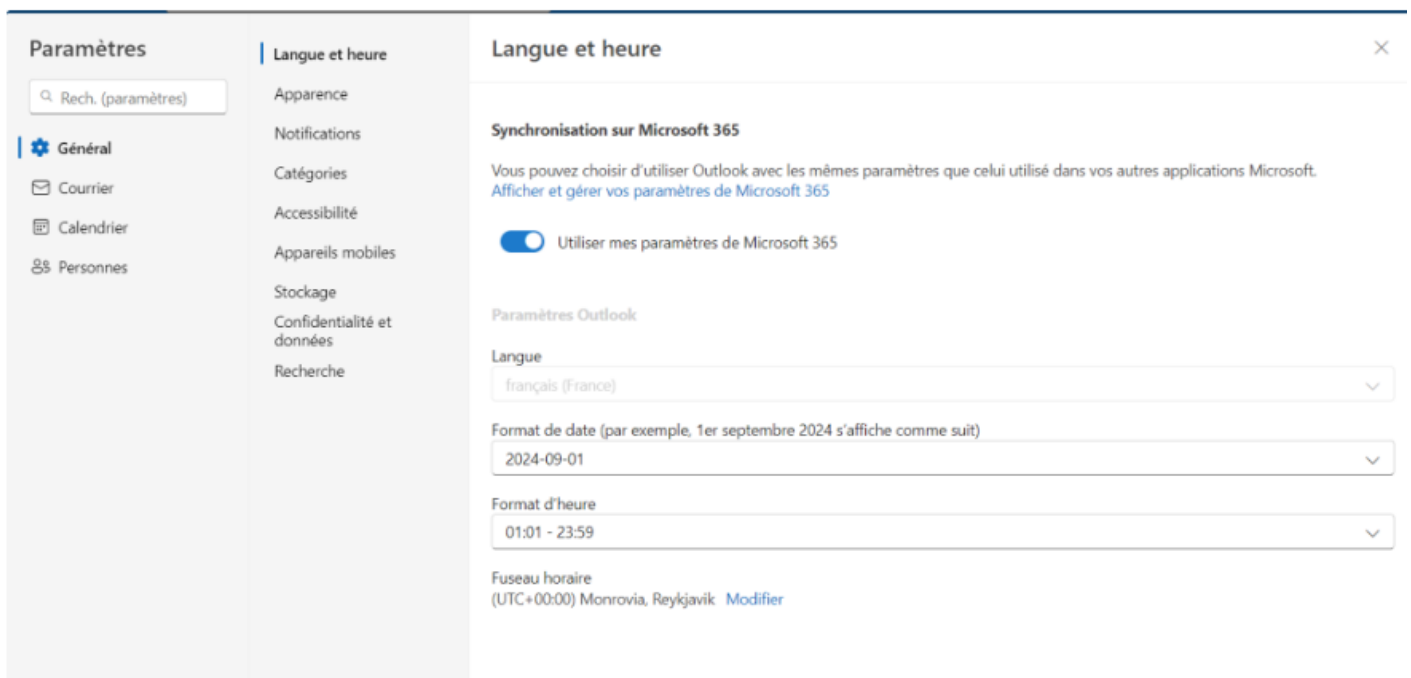 Paramètres
Rech. (paramètres)
Général
Courrier
Calendrier
Personnes
Langue et heure
Apparence
Notifications
Catégories
Accessibilité
Appareils mobiles
Stockage
Confidentialité et
données
Recherche
Langue et heure
Synchronisation sur Microsoft 365
Vous pouvez choisir d'utiliser Outlook avec les mêmes paramètres que celui utilisé dans vos autres applications Microsoft.
Afficher et gérer vos paramètres de Microsoft 365
Utiliser mes paramètres de Microsoft 365
Paramètres Outlook
Langue
français (France)
Format de date (par exemple, 1er septembre 2024 s'affiche comme suit)
2024-09-01
Format d'heure
01:01 - 23:59
Fuseau horaire
(UTC+00:00) Monrovia, Reykjavik Modifier